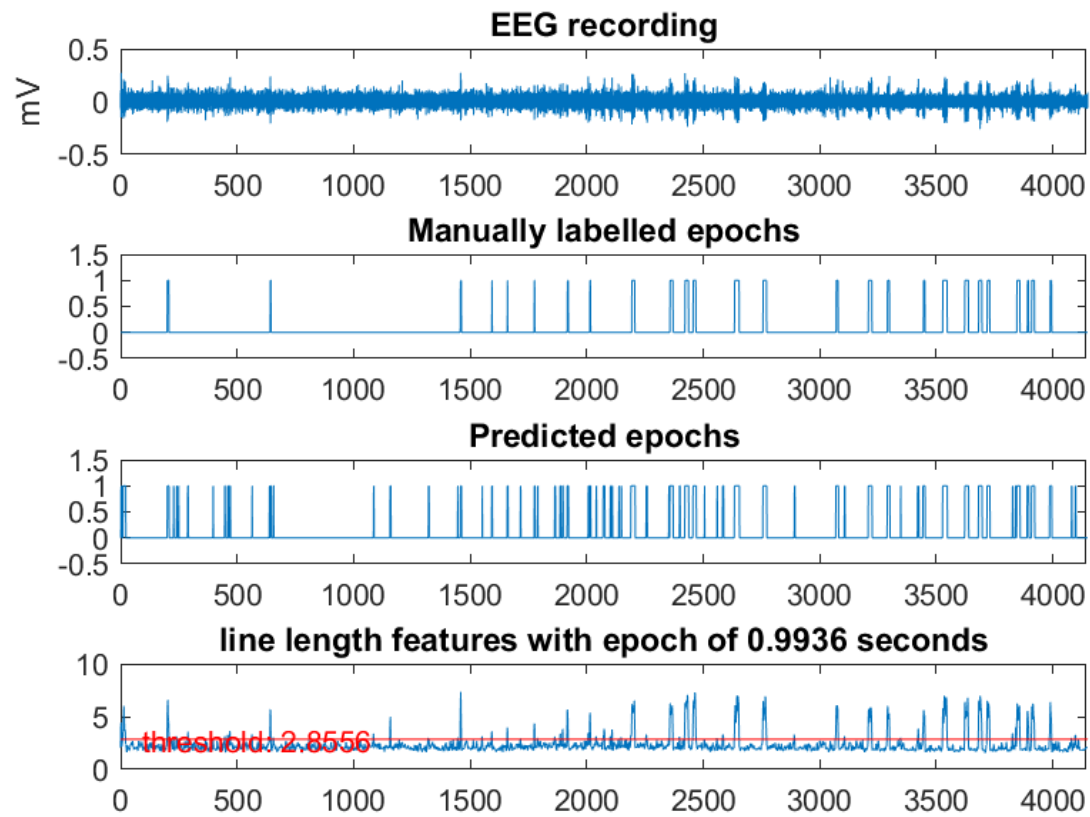 EEG recording
mV
0.5
0
-0.5
0 500 1000 1500 2000 2500 3000 3500 4000
Manually labelled epochs
1.5
1
0.5
0
-0.5
0 500 1000 1500 2000 2500 3000 3500 4000
Predicted epochs
1.5
1
0.5
0
-0.5
0 500 1000 1500 2000 2500 3000 3500 4000
line length features with epoch of 0.9936 seconds
10
5
threshold: 2.8556
0
0 500 1000 1500 2000 2500 3000 3500 4000